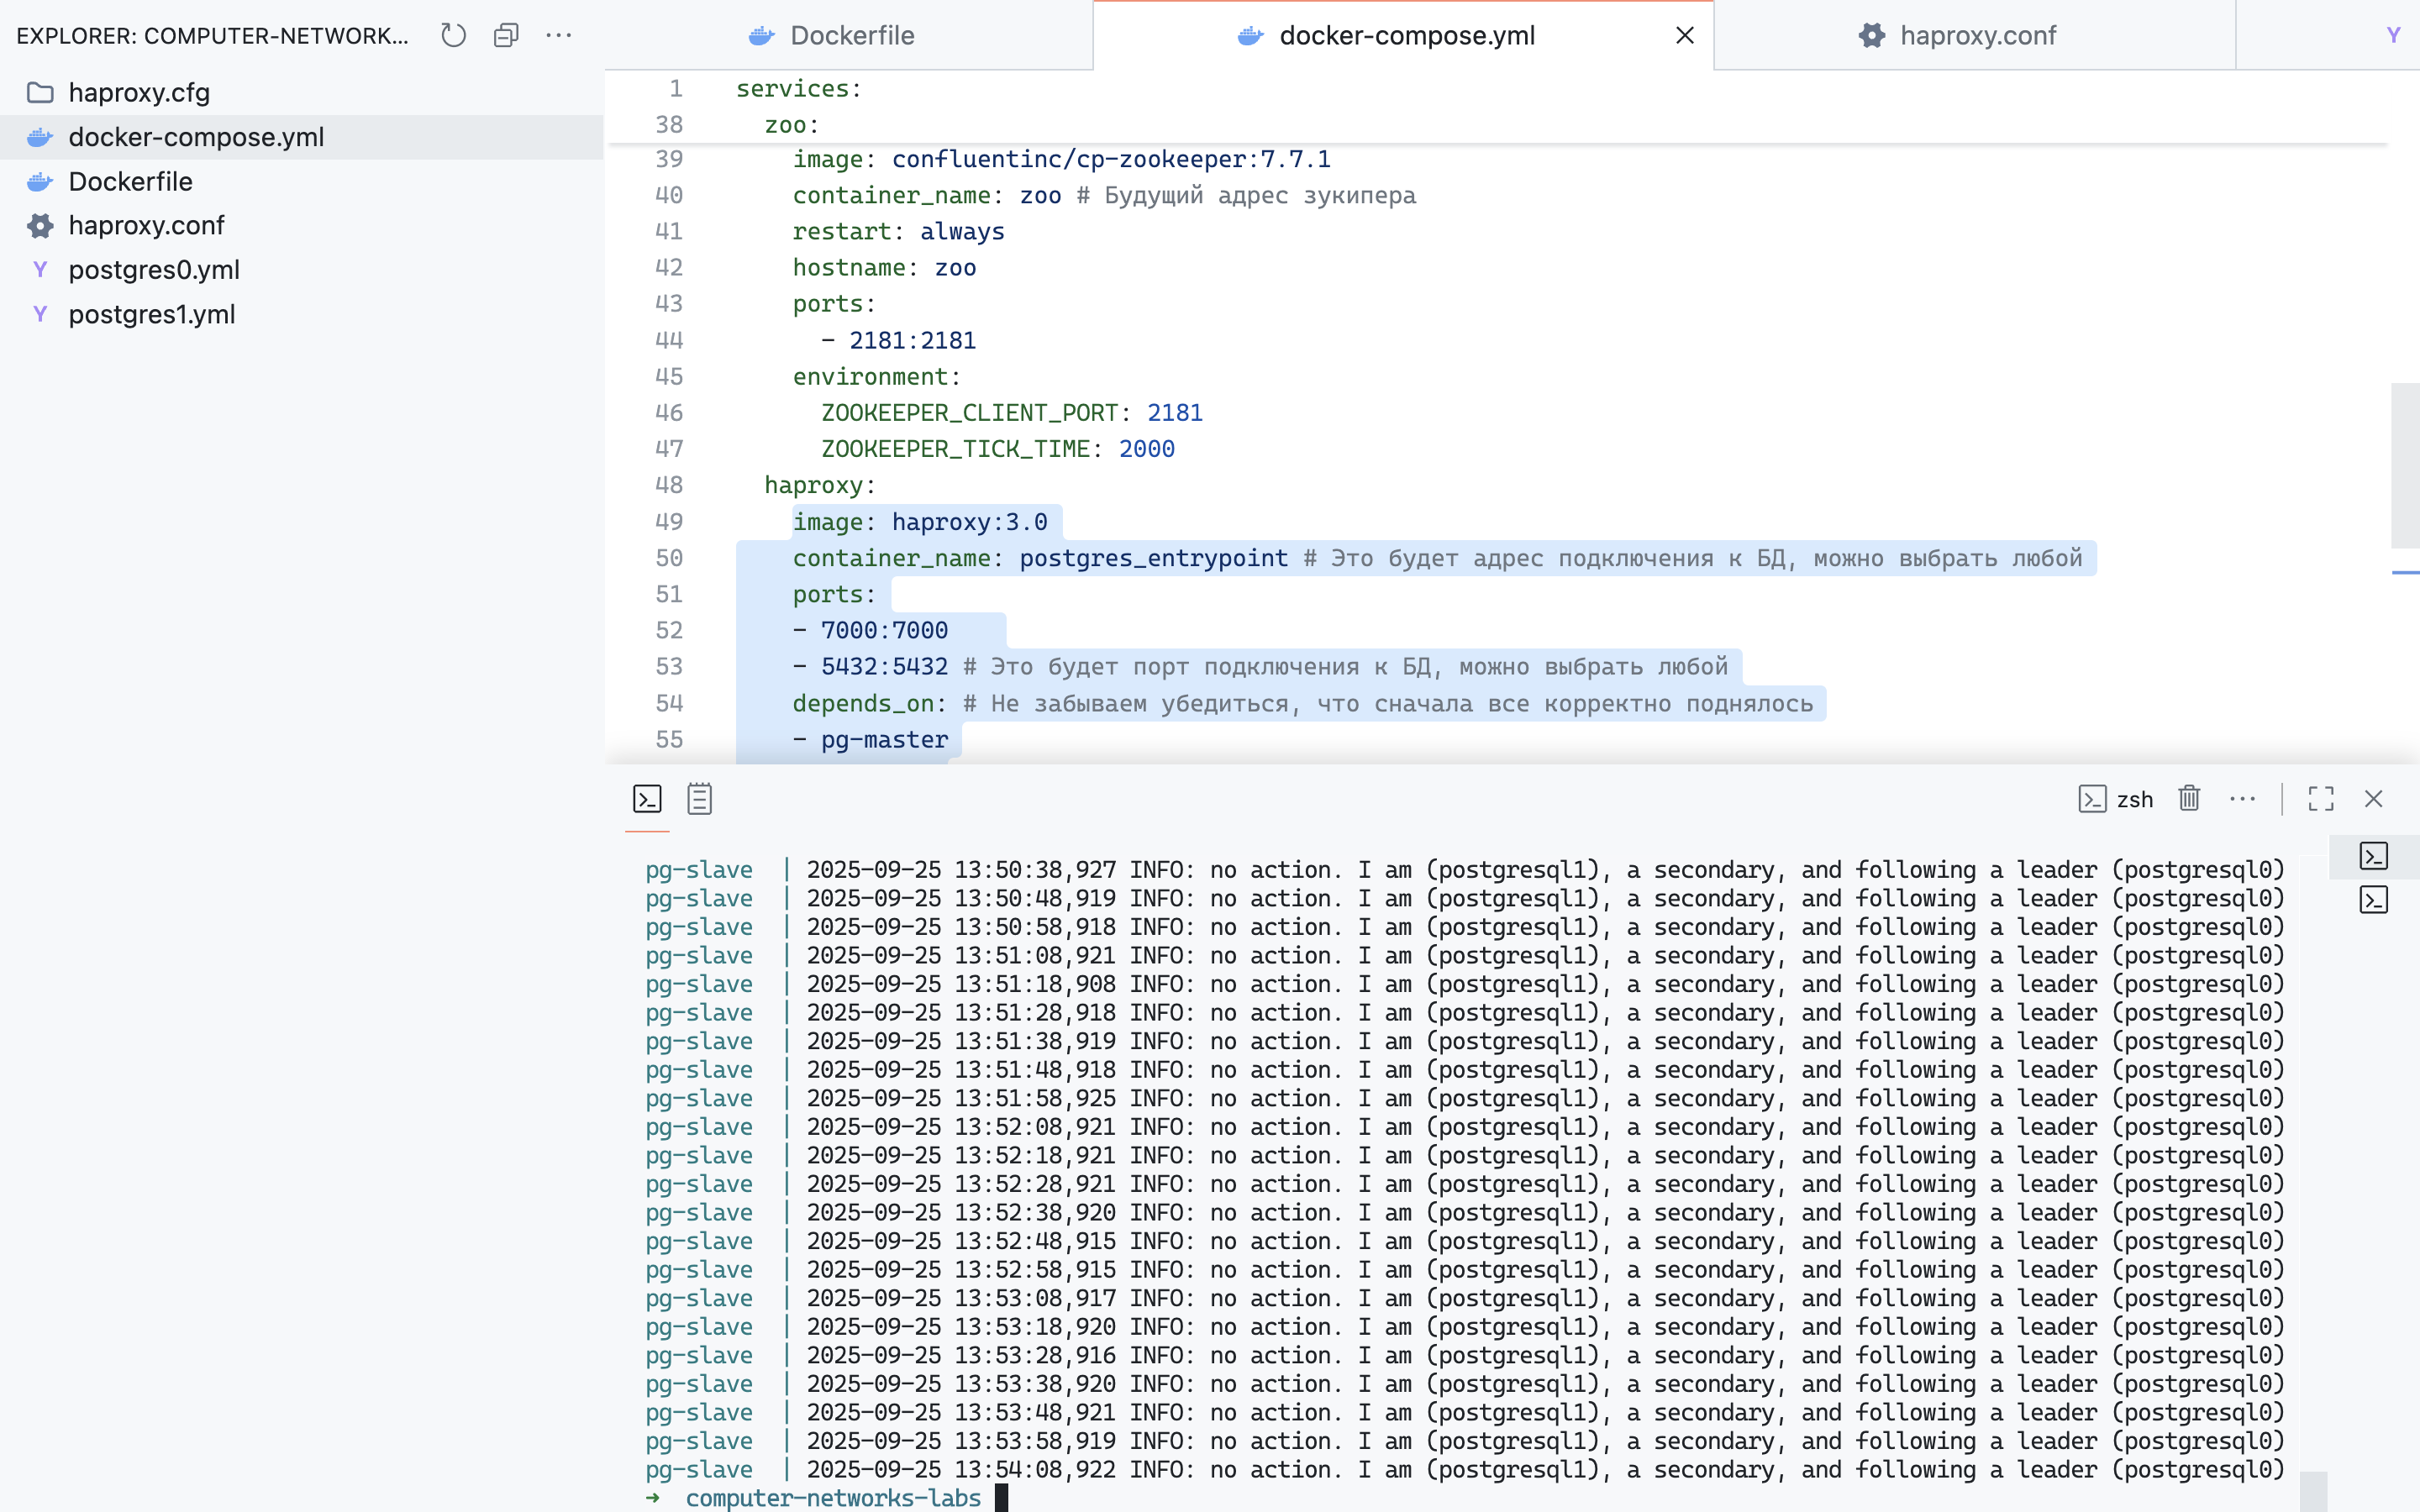 EXPLORER: COMPUTER-NETWORK...
haproxy.cfg
docker-compose.yml
Dockerfile
haproxy.conf
postgres0.yml
postgres1.yml
Dockerfile
docker-compose.yml
haproxy.conf
1 services:
38 zoo:
39 image: confluentinc/cp-zookeeper:7.7.1
40 container_name: zoo # Будущий адрес зукипера
41 restart: always
42 hostname: zoo
43 ports:
44 - 2181:2181
45 environment:
46 ZOOKEEPER_CLIENT_PORT: 2181
47 ZOOKEEPER_TICK_TIME: 2000
48 haproxy:
49 image: haproxy:3.0
50 container_name: postgres_entrypoint # Это будет адрес подключения к БД, можно выбрать любой
51 ports:
52 - 7000:7000
53 - 5432:5432 # Это будет порт подключения к БД, можно выбрать любой
54 depends_on: # Не забываем убедиться, что сначала все корректно поднялось
55 - pg-master
zsh
pg-slave | 2025-09-25 13:50:38,927 INFO: no action. I am (postgresql1), a secondary, and following a leader (postgresql0)
pg-slave | 2025-09-25 13:50:48,919 INFO: no action. I am (postgresql1), a secondary, and following a leader (postgresql0)
pg-slave | 2025-09-25 13:50:58,918 INFO: no action. I am (postgresql1), a secondary, and following a leader (postgresql0)
pg-slave | 2025-09-25 13:51:08,921 INFO: no action. I am (postgresql1), a secondary, and following a leader (postgresql0)
pg-slave | 2025-09-25 13:51:18,908 INFO: no action. I am (postgresql1), a secondary, and following a leader (postgresql0)
pg-slave | 2025-09-25 13:51:28,918 INFO: no action. I am (postgresql1), a secondary, and following a leader (postgresql0)
pg-slave | 2025-09-25 13:51:38,919 INFO: no action. I am (postgresql1), a secondary, and following a leader (postgresql0)
pg-slave | 2025-09-25 13:51:48,918 INFO: no action. I am (postgresql1), a secondary, and following a leader (postgresql0)
pg-slave | 2025-09-25 13:51:58,925 INFO: no action. I am (postgresql1), a secondary, and following a leader (postgresql0)
pg-slave | 2025-09-25 13:52:08,921 INFO: no action. I am (postgresql1), a secondary, and following a leader (postgresql0)
pg-slave | 2025-09-25 13:52:18,921 INFO: no action. I am (postgresql1), a secondary, and following a leader (postgresql0)
pg-slave | 2025-09-25 13:52:28,921 INFO: no action. I am (postgresql1), a secondary, and following a leader (postgresql0)
pg-slave | 2025-09-25 13:52:38,920 INFO: no action. I am (postgresql1), a secondary, and following a leader (postgresql0)
pg-slave | 2025-09-25 13:52:48,915 INFO: no action. I am (postgresql1), a secondary, and following a leader (postgresql0)
pg-slave | 2025-09-25 13:52:58,915 INFO: no action. I am (postgresql1), a secondary, and following a leader (postgresql0)
pg-slave | 2025-09-25 13:53:08,917 INFO: no action. I am (postgresql1), a secondary, and following a leader (postgresql0)
pg-slave | 2025-09-25 13:53:18,920 INFO: no action. I am (postgresql1), a secondary, and following a leader (postgresql0)
pg-slave | 2025-09-25 13:53:28,916 INFO: no action. I am (postgresql1), a secondary, and following a leader (postgresql0)
pg-slave | 2025-09-25 13:53:38,920 INFO: no action. I am (postgresql1), a secondary, and following a leader (postgresql0)
pg-slave | 2025-09-25 13:53:48,921 INFO: no action. I am (postgresql1), a secondary, and following a leader (postgresql0)
pg-slave | 2025-09-25 13:53:58,919 INFO: no action. I am (postgresql1), a secondary, and following a leader (postgresql0)
pg-slave | 2025-09-25 13:54:08,922 INFO: no action. I am (postgresql1), a secondary, and following a leader (postgresql0)
➜ computer-networks-labs